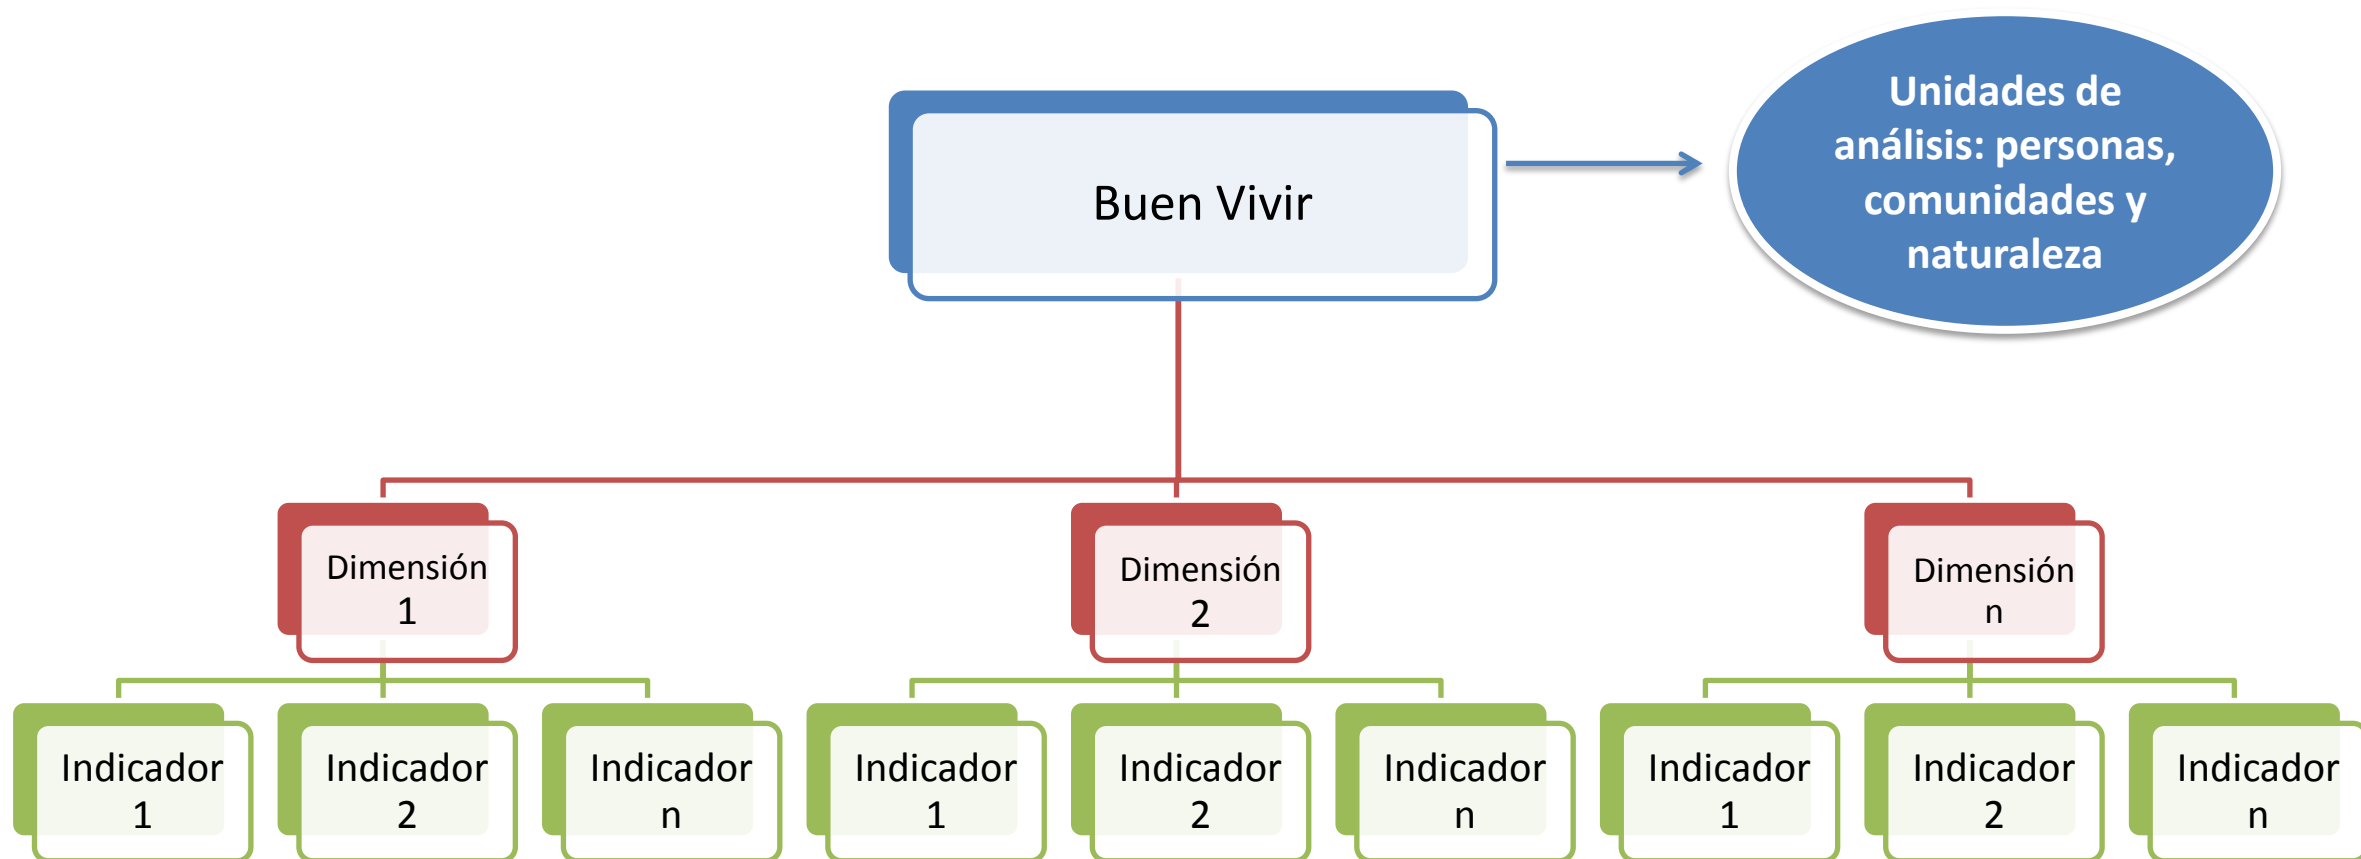 Buen Vivir
Unidades de
análisis: personas,
comunidades y
naturaleza
Dimensión
1
Dimensión
2
Dimensión
n
Indicador
1
Indicador
2
Indicador
n
Indicador
1
Indicador
2
Indicador
n
Indicador
1
Indicador
2
Indicador
n